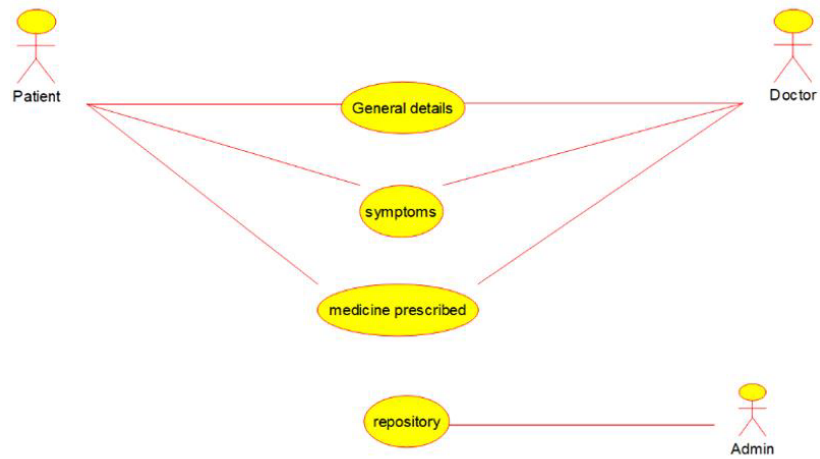 Patient
Doctor
General details
symptoms
medicine prescribed
repository
Admin